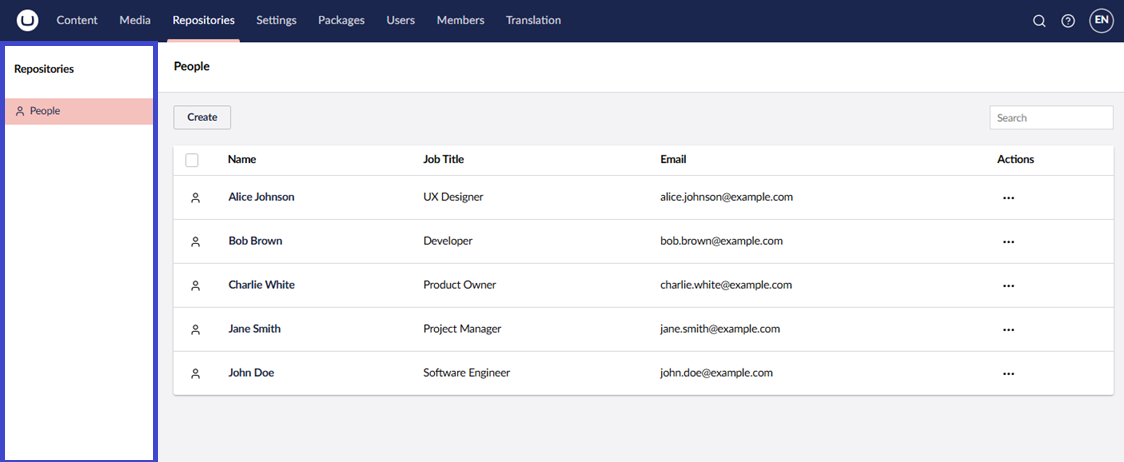 Content Media Repositories Settings Packages Users Members Translation EN
Repositories
People
People
Create
Search
Name Job Title Email Actions
Alice Johnson UX Designer alice.johnson@example.com
Bob Brown Developer bob.brown@example.com
Charlie White Product Owner charlie.white@example.com
Jane Smith Project Manager jane.smith@example.com
John Doe Software Engineer john.doe@example.com